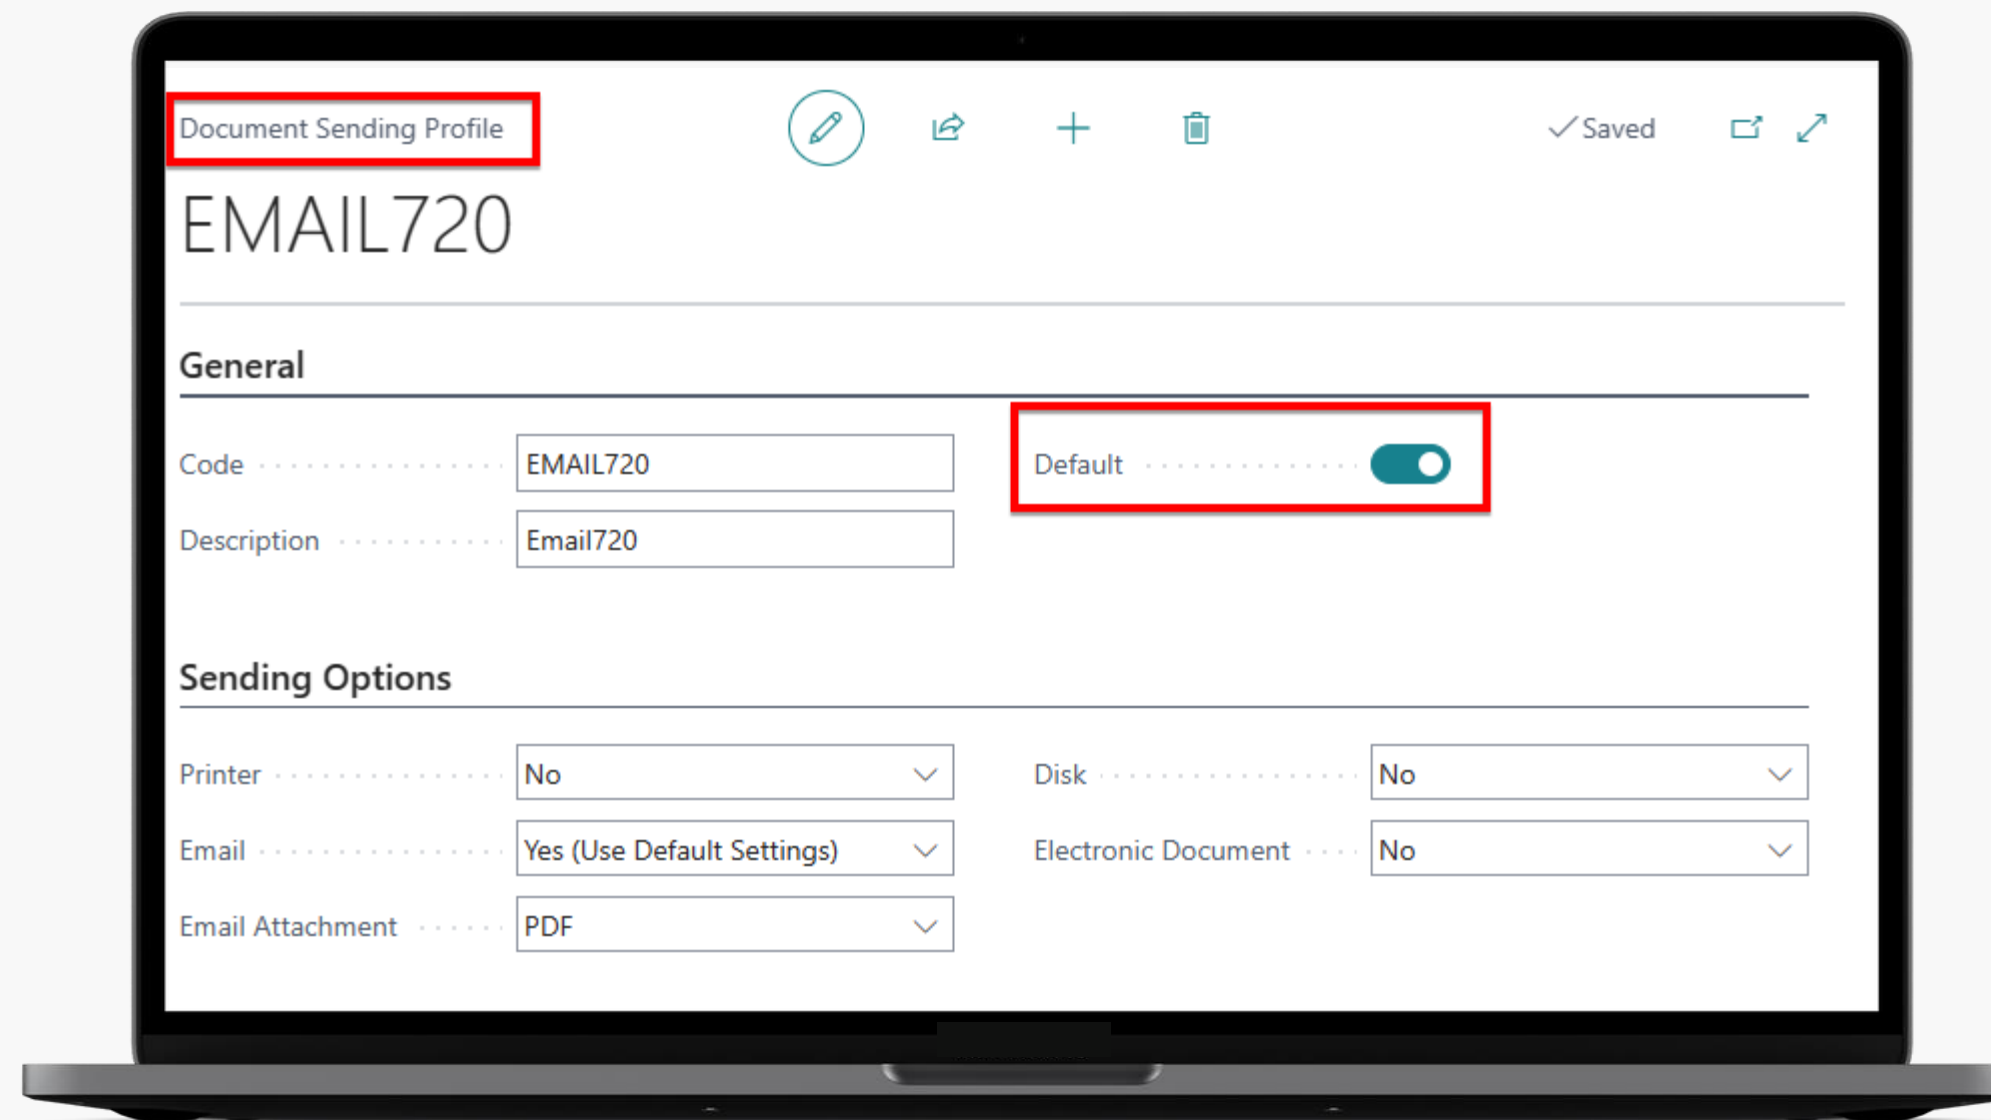 Document Sending Profile
Saved
EMAIL720
General
Code EMAIL720 Default
Description Email720
Sending Options
Printer No Disk No
Email Yes (Use Default Settings) Electronic Document No
Email Attachment PDF